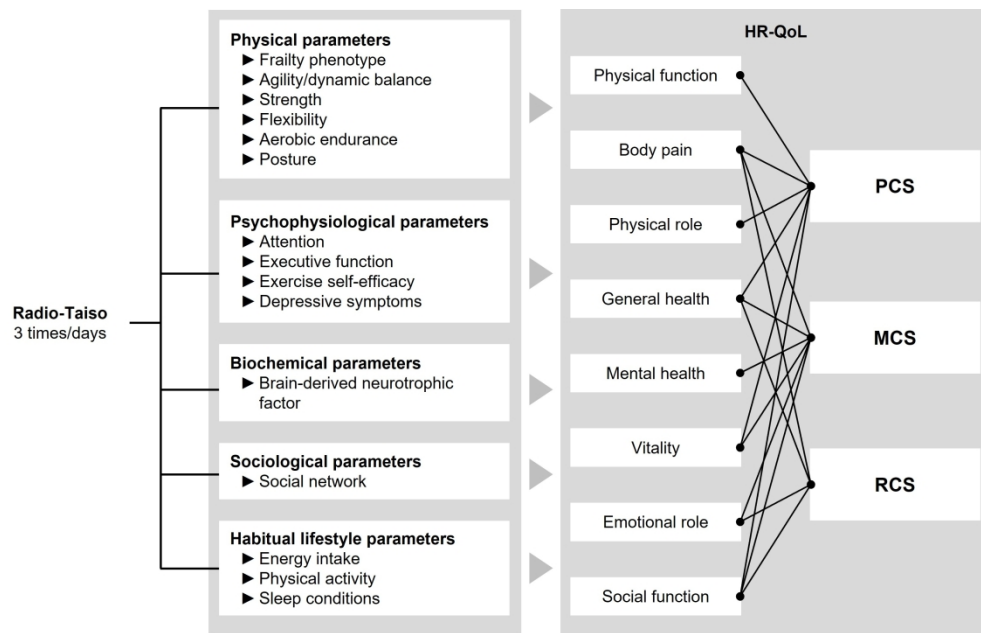 Radio-Taiso
3 times/days
Physical parameters
► Frailty phenotype
► Agility/dynamic balance
► Strength
► Flexibility
► Aerobic endurance
► Posture
Psychophysiological parameters
► Attention
► Executive function
► Exercise self-efficacy
► Depressive symptoms
Biochemical parameters
► Brain-derived neurotrophic
factor
Sociological parameters
► Social network
Habitual lifestyle parameters
► Energy intake
► Physical activity
► Sleep conditions
HR-QoL
Physical function
Body pain
Physical role
General health
Mental health
Vitality
Emotional role
Social function
PCS
MCS
RCS